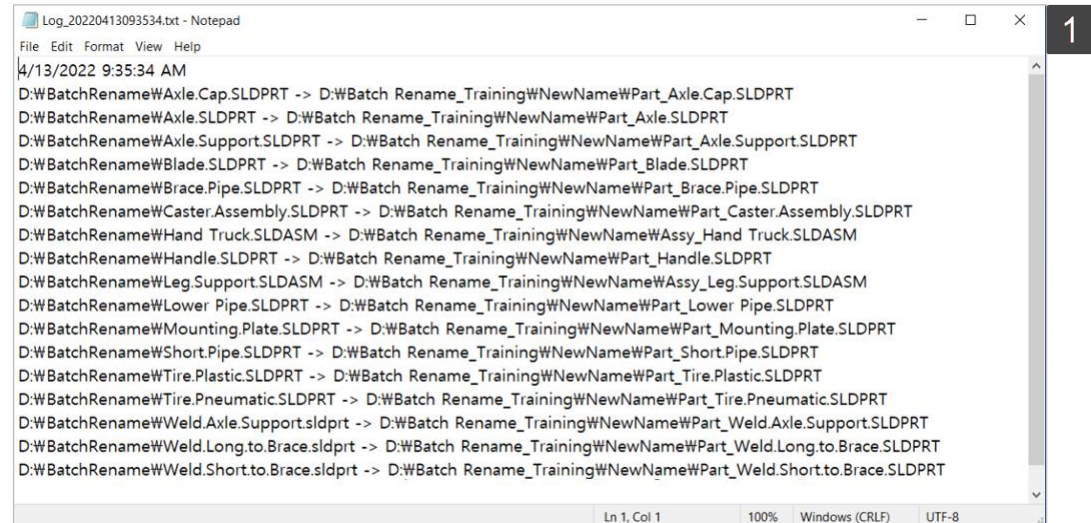 Log_20220413093534.txt - Notepad
1
File Edit Format View Help
4/13/2022 9:35:34 AM
D:₩BatchRename₩Axle.Cap.SLDPRT -> D:₩Batch Rename_Training₩NewName₩Part_Axle.Cap.SLDPRT
D:₩BatchRename₩Axle.SLDPRT -> D:₩Batch Rename_Training₩NewName₩Part_Axle.SLDPRT
D:₩BatchRename₩Axle.Support.SLDPRT -> D:₩Batch Rename_Training₩NewName₩Part_Axle.Support.SLDPRT
D:₩BatchRename₩Blade.SLDPRT -> D:₩Batch Rename_Training₩NewName₩Part_Blade.SLDPRT
D:₩BatchRename₩Brace.Pipe.SLDPRT -> D:₩Batch Rename_Training₩NewName₩Part_Brace.Pipe.SLDPRT
D:₩BatchRename₩Caster.Assembly.SLDPRT -> D:₩Batch Rename_Training₩NewName₩Part_Caster.Assembly.SLDPRT
D:₩BatchRename₩Hand Truck.SLDASM -> D:₩Batch Rename_Training₩NewName₩Assy_Hand Truck.SLDASM
D:₩BatchRename₩Handle.SLDPRT -> D:₩Batch Rename_Training₩NewName₩Part_Handle.SLDPRT
D:₩BatchRename₩Leg.Support.SLDASM -> D:₩Batch Rename_Training₩NewName₩Assy_Leg.Support.SLDASM
D:₩BatchRename₩Lower Pipe.SLDPRT -> D:₩Batch Rename_Training₩NewName₩Part_Lower Pipe.SLDPRT
D:₩BatchRename₩Mounting.Plate.SLDPRT -> D:₩Batch Rename_Training₩NewName₩Part_Mounting.Plate.SLDPRT
D:₩BatchRename₩Short.Pipe.SLDPRT -> D:₩Batch Rename_Training₩NewName₩Part_Short.Pipe.SLDPRT
D:₩BatchRename₩Tire.Plastic.SLDPRT -> D:₩Batch Rename_Training₩NewName₩Part_Tire.Plastic.SLDPRT
D:₩BatchRename₩Tire.Pneumatic.SLDPRT -> D:₩Batch Rename_Training₩NewName₩Part_Tire.Pneumatic.SLDPRT
D:₩BatchRename₩Weld.Axle.Support.sldprt -> D:₩Batch Rename_Training₩NewName₩Part_Weld.Axle.Support.SLDPRT
D:₩BatchRename₩Weld.Long.to.Brace.sldprt -> D:₩Batch Rename_Training₩NewName₩Part_Weld.Long.to.Brace.SLDPRT
D:₩BatchRename₩Weld.Short.to.Brace.sldprt -> D:₩Batch Rename_Training₩NewName₩Part_Weld.Short.to.Brace.SLDPRT
Ln 1, Col 1 100% Windows (CRLF) UTF-8